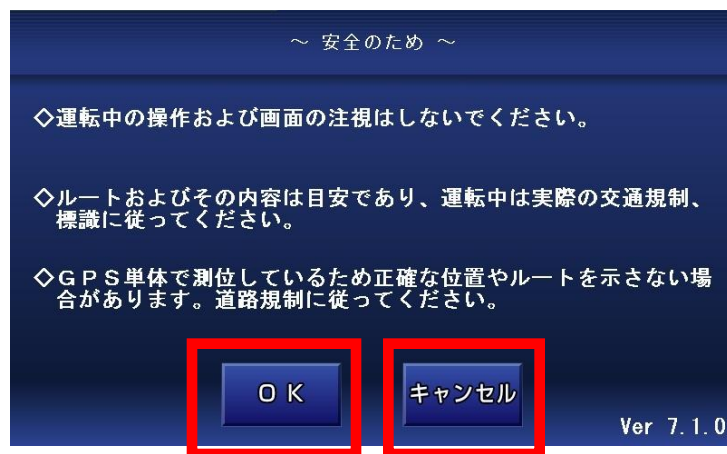 ～ 安全のため ～
◇運転中の操作および画面の注視はしないでください。
◇ルートおよびその内容は目安であり、運転中は実際の交通規制、
標識に従ってください。
◇ＧＰＳ単体で測位しているため正確な位置やルートを示さない場
合があります。道路規制に従ってください。
ＯＫ
キャンセル
Ver 7.1.0